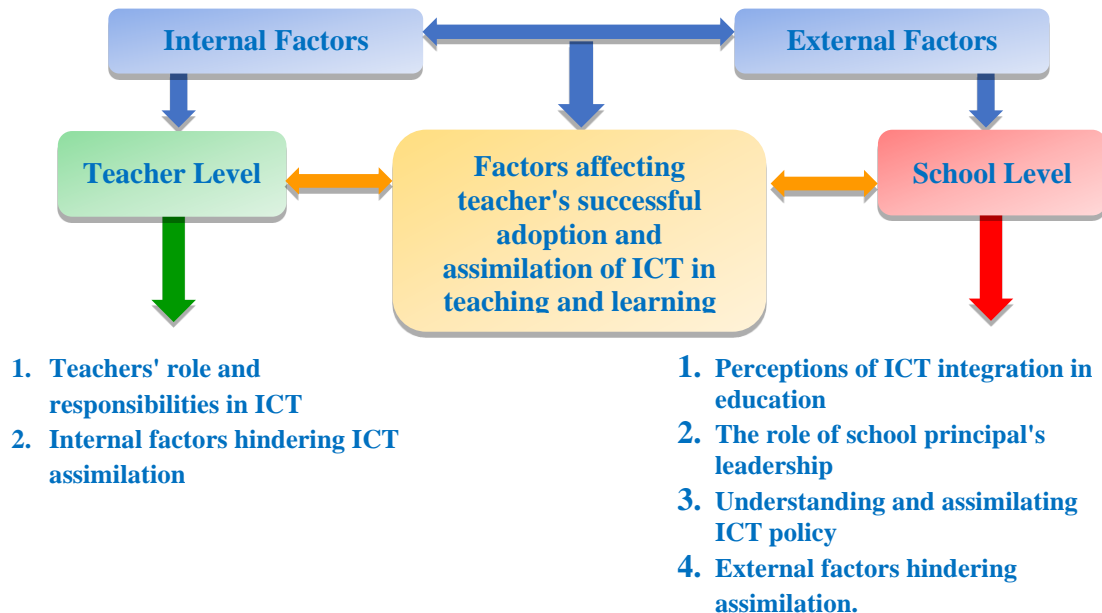 Internal Factors
External Factors
Teacher Level
Factors affecting
teacher's successful
adoption and
assimilation of ICT in
teaching and learning
School Level
1. Teachers' role and
responsibilities in ICT
2. Internal factors hindering ICT
assimilation
1. Perceptions of ICT integration in
education
2. The role of school principal's
leadership
3. Understanding and assimilating
ICT policy
4. External factors hindering
assimilation.